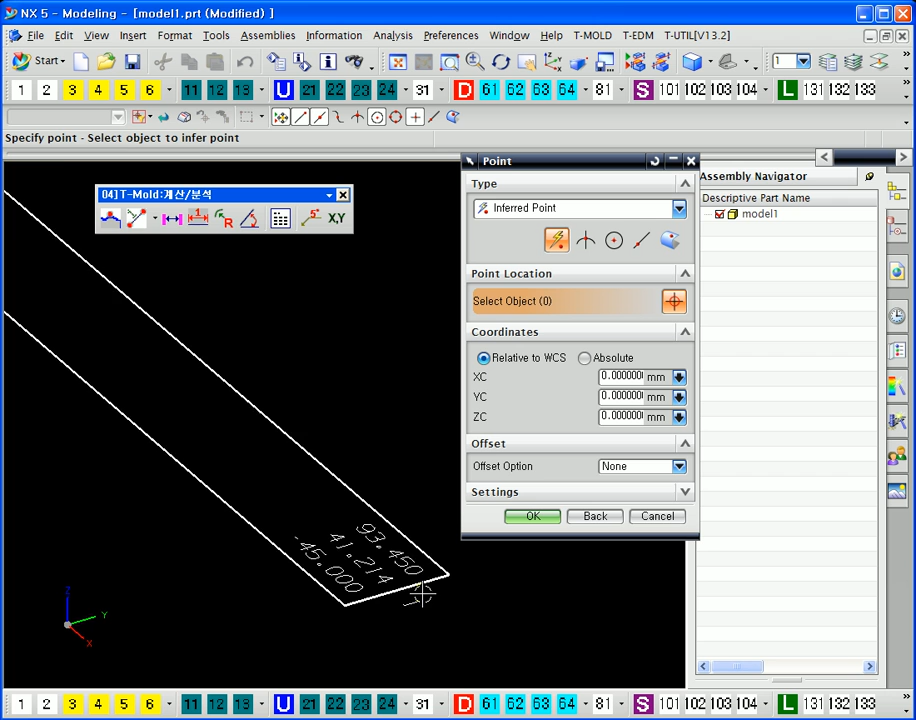 NX 5 - Modeling - [model1.prt (Modified) ]
File Edit View Insert Format Tools Assemblies Information Analysis Preferences Window Help T-MOLD T-EDM T-UTIL[V13.2]
Start 1
1 2 3 4 5 6 11 12 13 U 21 22 23 24 31 D 61 62 63 64 81 S 101 102 103 104 L 131 132 133
Specify point - Select object to infer point
04]T-Mold:계산/분석
R X,Y
Point
Type
Inferred Point
Point Location
Select Object (0)
Coordinates
Relative to WCS Absolute
XC 0.000000 mm
YC 0.000000 mm
ZC 0.000000 mm
Offset
Offset Option None
Settings
OK Back Cancel
Assembly Navigator
Descriptive Part Name
model1
93.450
41.214
-45.000
Z
Y
X
1 2 3 4 5 6 11 12 13 U 21 22 23 24 31 D 61 62 63 64 81 S 101 102 103 104 L 131 132 133